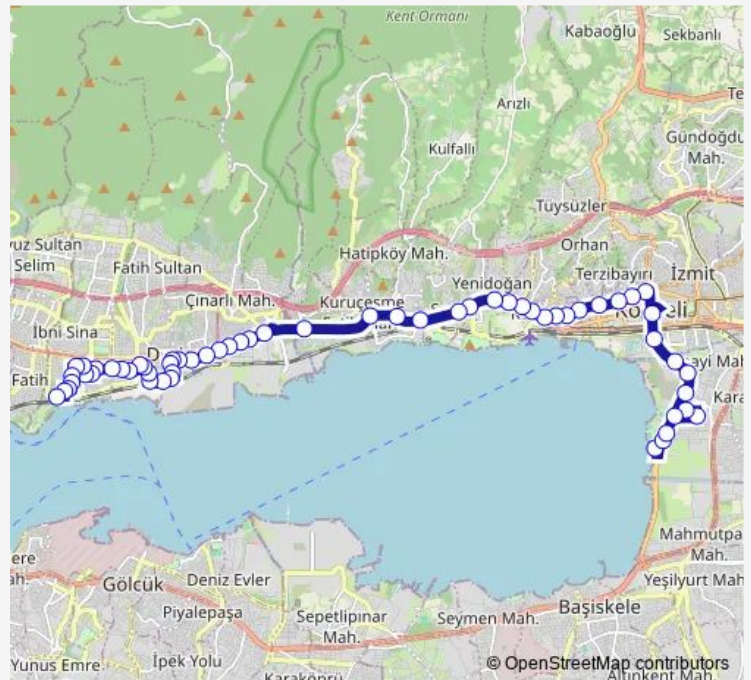 Kent Ormanı
Kabaoğlu
Sekbanlı
Arızlı
Kulfallı
Gündoğdu
Mah.
Tüysüzler
Orhan
Hatipköy Mah.
Sultan
Selim
Fatih Sultan
Terzibayırı
İzmit
Yenidoğan
Çınarlı Mah.
Kuruçeşme
İbni Sina
Fatih
Mah
Mahmutpa
Mah.
Gölcük
Deniz Evler
Yeşilyurt Mah
Piyalepaşa
Başiskele
Sepetlipınar
Mah.
Seymen Mah.
Yunus Emre
İpek Yolu
© OpenStreetMap contributors